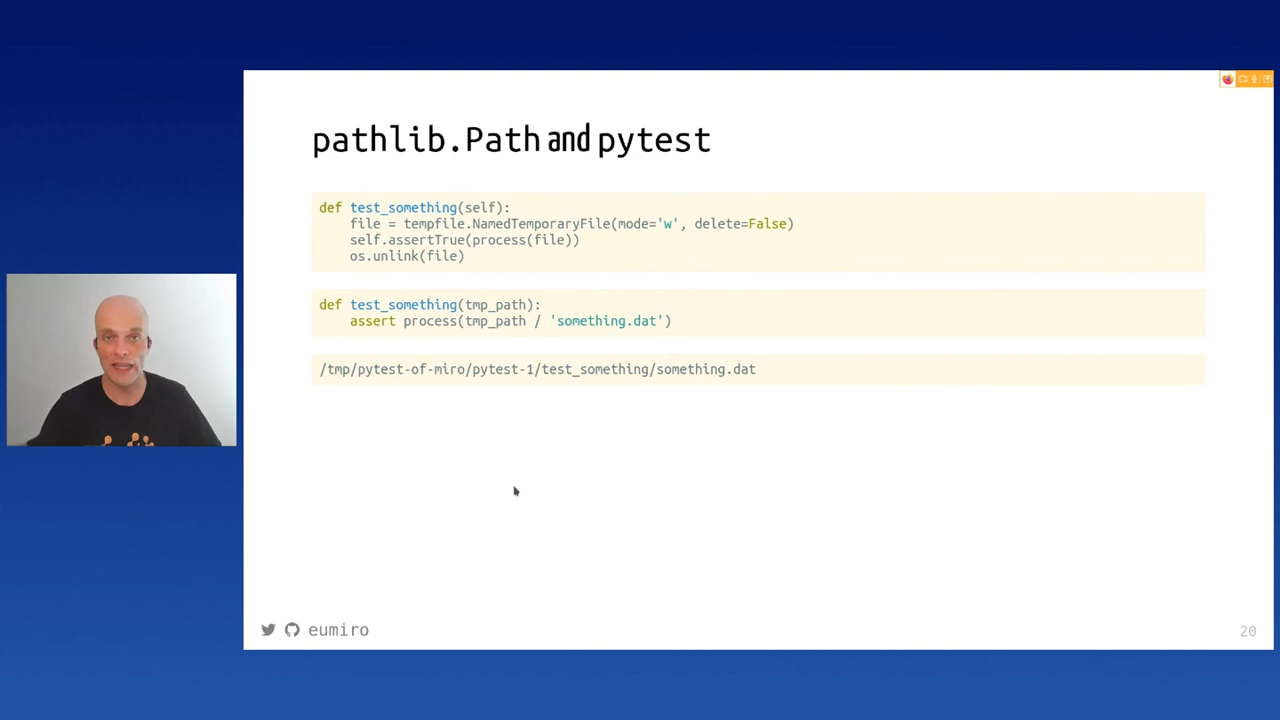 pathlib.Path and pytest
def test_something(self):
    file = tempfile.NamedTemporaryFile(mode='w', delete=False)
    self.assertTrue(process(file))
    os.unlink(file)
def test_something(tmp_path):
    assert process(tmp_path / 'something.dat')
/tmp/pytest-of-miro/pytest-1/test_something/something.dat
eumiro
20